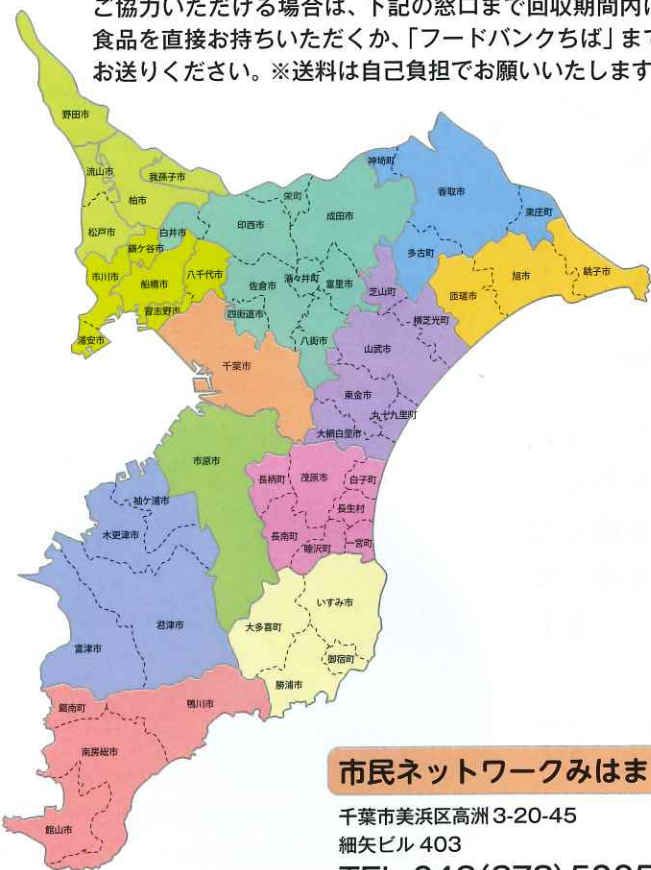 ご協力いただける場合は、下記の窓口まで回収期間内に
食品を直接お持ちいただくか、「フードバンクちば」まで
お送りください。※送料は自己負担でお願いいたします
野田市
流山市
我孫子市
柏市
松戸市
鎌ケ谷市
白井市
印西市
栄町
成田市
神崎町
香取市
東庄町
多古町
市川市
船橋市
八千代市
習志野市
浦安市
佐倉市
酒々井町
富里市
四街道市
八街市
芝山町
横芝光町
匝瑳市
旭市
銚子市
千葉市
山武市
東金市
九十九里町
大網白里市
市原市
長柄町
茂原市
白子町
長生村
長南町
睦沢町
一宮町
袖ケ浦市
木更津市
君津市
富津市
いすみ市
大多喜町
御宿町
勝浦市
鋸南町
鴨川市
南房総市
館山市
市民ネットワークみはま
千葉市美浜区高洲3-20-45
細矢ビル 403